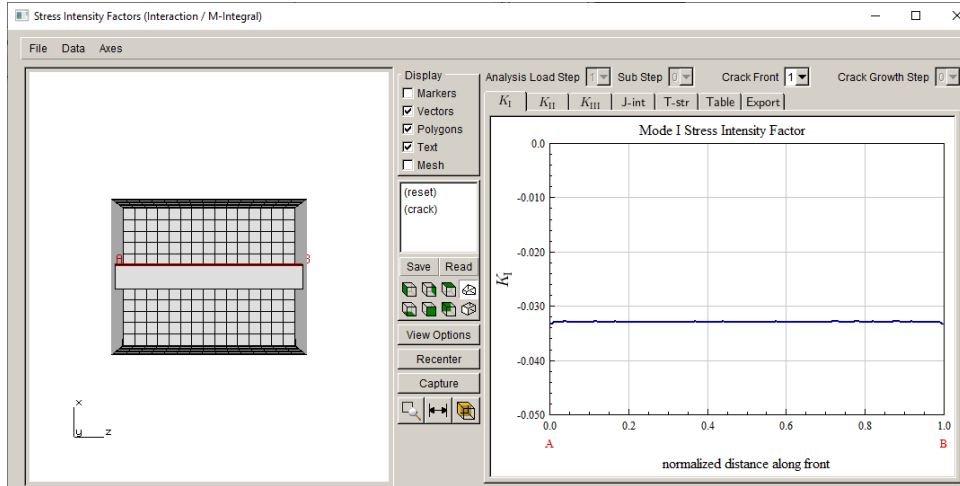 Stress Intensity Factors (Interaction / M-Integral)
File Data Axes
Display
Markers
Vectors
Polygons
Text
Mesh
(reset)
(crack)
Save Read
View Options
Recenter
Capture
A B
x
y z
Analysis Load Step 1 Sub Step 0 Crack Front 1 Crack Growth Step 0
KI KII KIII J-int T-str Table Export
Mode I Stress Intensity Factor
0.0
-0.010
-0.020
-0.030
-0.040
-0.050
KI
0.0 0.2 0.4 0.6 0.8 1.0
A B
normalized distance along front